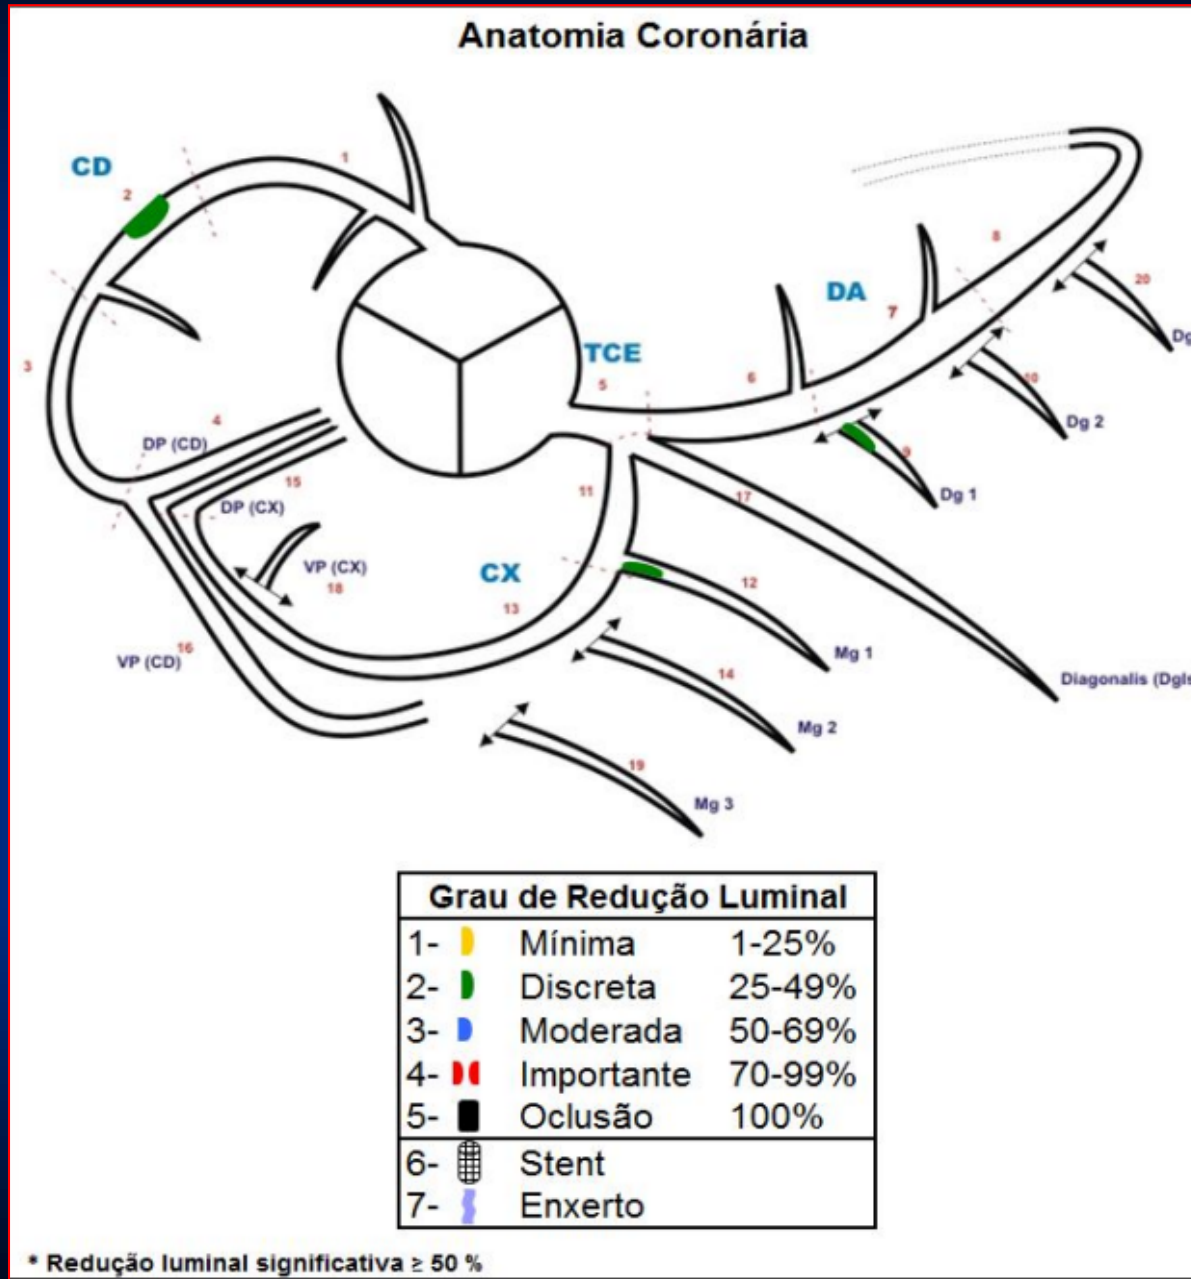 Anatomia Coronária
CD
1
2
3
4
DP (CD)
15
DP (CX)
VP (CX)
18
16
VP (CD)
TCE
5
6
DA
7
8
20
Dg
10
Dg 2
9
Dg 1
17
11
CX
13
12
Mg 1
14
Mg 2
19
Mg 3
Diagonalis (Dgls
Grau de Redução Luminal
1- Mínima 1-25%
2- Discreta 25-49%
3- Moderada 50-69%
4- Importante 70-99%
5- Oclusão 100%
6- Stent
7- Enxerto
* Redução luminal significativa ≥ 50 %